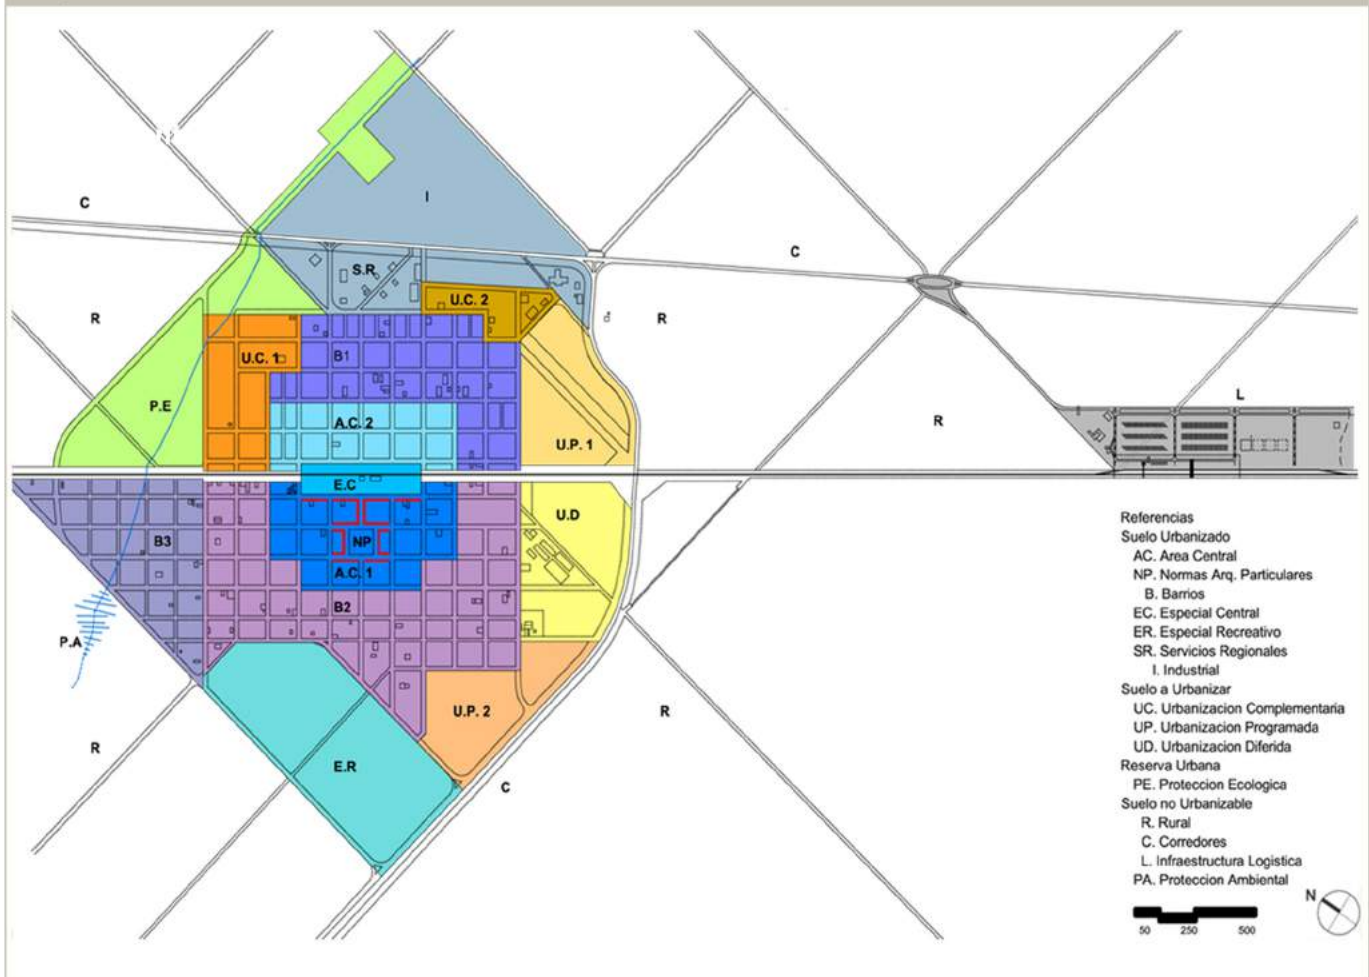 I
C
C
S.R
U.C. 2
R
R
U.C. 1
B1
L
P.E
A.C. 2
R
U.P. 1
E.C
U.D
B3
NP
A.C. 1
B2
P.A
U.P. 2
R
R
E.R
C
Referencias
Suelo Urbanizado
AC. Area Central
NP. Normas Arq. Particulares
B. Barrios
EC. Especial Central
ER. Especial Recreativo
SR. Servicios Regionales
I. Industrial
Suelo a Urbanizar
UC. Urbanizacion Complementaria
UP. Urbanizacion Programada
UD. Urbanizacion Diferida
Reserva Urbana
PE. Proteccion Ecologica
Suelo no Urbanizable
R. Rural
C. Corredores
L. Infraestructura Logistica
PA. Proteccion Ambiental
N
50 250 500